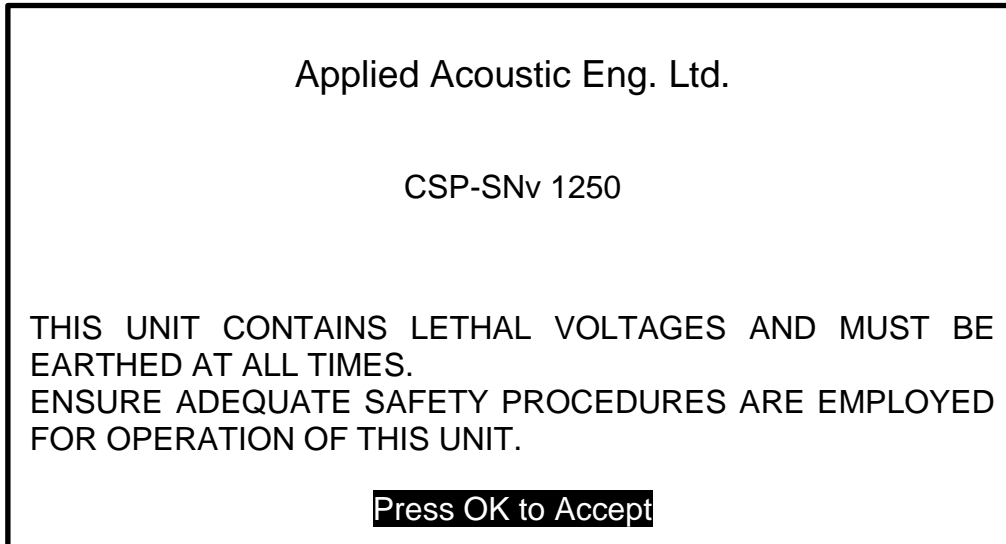 Applied Acoustic Eng. Ltd.
CSP-SNv 1250
THIS UNIT CONTAINS LETHAL VOLTAGES AND MUST BE
EARTHED AT ALL TIMES.
ENSURE ADEQUATE SAFETY PROCEDURES ARE EMPLOYED
FOR OPERATION OF THIS UNIT.
Press OK to Accept